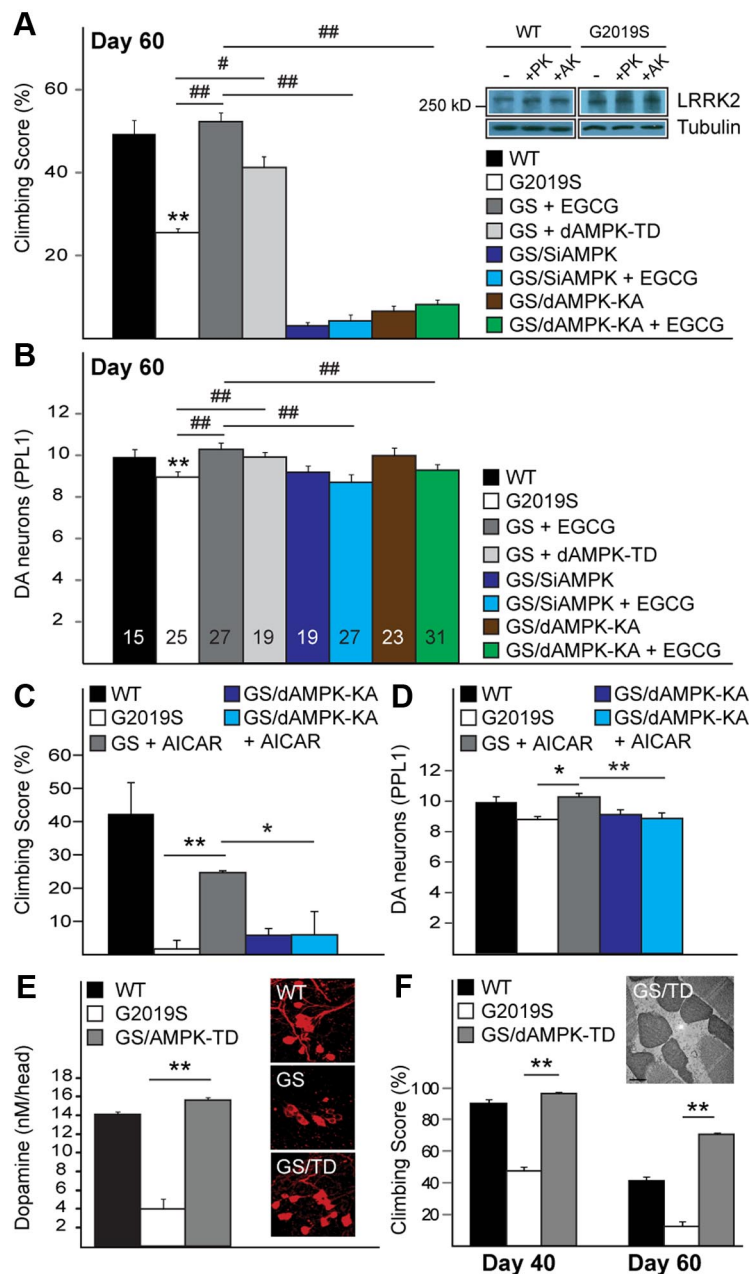 A
Day 60
##
#
##
##
**
Climbing Score (%)
60
40
20
WT
G2019S
-
+PK
+AK
-
+PK
+AK
250 kD
LRRK2
Tubulin
WT
G2019S
GS + EGCG
GS + dAMPK-TD
GS/SiAMPK
GS/SiAMPK + EGCG
GS/dAMPK-KA
GS/dAMPK-KA + EGCG
B
Day 60
##
##
##
##
**
DA neurons (PPL1)
12
10
8
6
4
2
15
25
27
19
19
27
23
31
WT
G2019S
GS + EGCG
GS + dAMPK-TD
GS/SiAMPK
GS/SiAMPK + EGCG
GS/dAMPK-KA
GS/dAMPK-KA + EGCG
C
WT
G2019S
GS + AICAR
GS/dAMPK-KA
GS/dAMPK-KA
+ AICAR
Climbing Score (%)
60
50
40
30
20
10
**
*
D
WT
G2019S
GS + AICAR
GS/dAMPK-KA
GS/dAMPK-KA
+ AICAR
DA neurons (PPL1)
12
10
8
6
4
2
*
**
E
WT
G2019S
GS/AMPK-TD
Dopamine (nM/head)
18
16
14
12
10
8
6
4
2
**
WT
GS
GS/TD
F
WT
G2019S
GS/dAMPK-TD
GS/TD
Climbing Score (%)
100
80
60
40
20
**
**
Day 40
Day 60